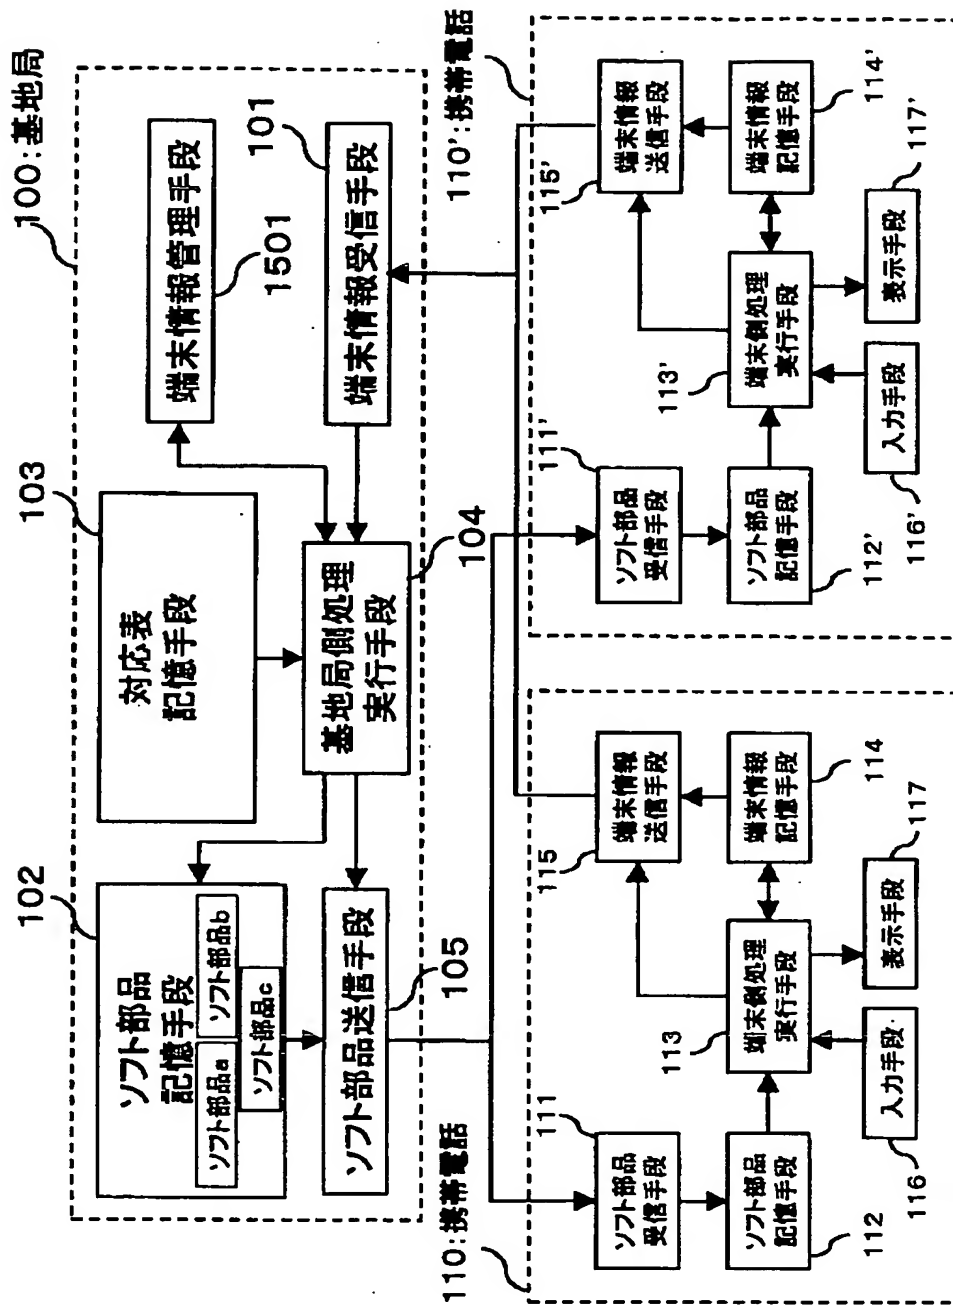 100:基地局
102
ソフト部品
記憶手段
ソフト部品a
ソフト部品b
ソフト部品c
103
対応表
記憶手段
端末情報管理手段
1501
101
端末情報受信手段
104
基地局側処理
実行手段
ソフト部品送信手段
105
110:携帯電話
111
ソフト部品
受信手段
ソフト部品
記憶手段
112
113
端末側処理
実行手段
115
端末情報
送信手段
端末情報
記憶手段
114
入力手段
116
表示手段
117
110':携帯電話
111'
ソフト部品
受信手段
ソフト部品
記憶手段
112'
113'
端末側処理
実行手段
115'
端末情報
送信手段
端末情報
記憶手段
114'
入力手段
116'
表示手段
117'